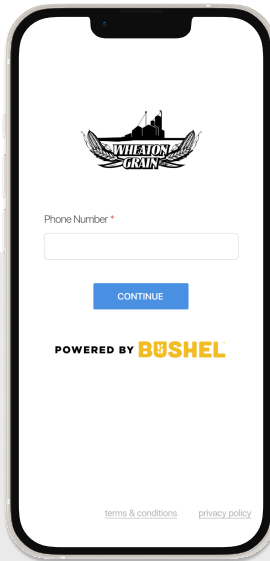 WHEATON
GRAIN
Phone Number *
CONTINUE
POWERED BY BUSHEL
terms & conditions privacy policy